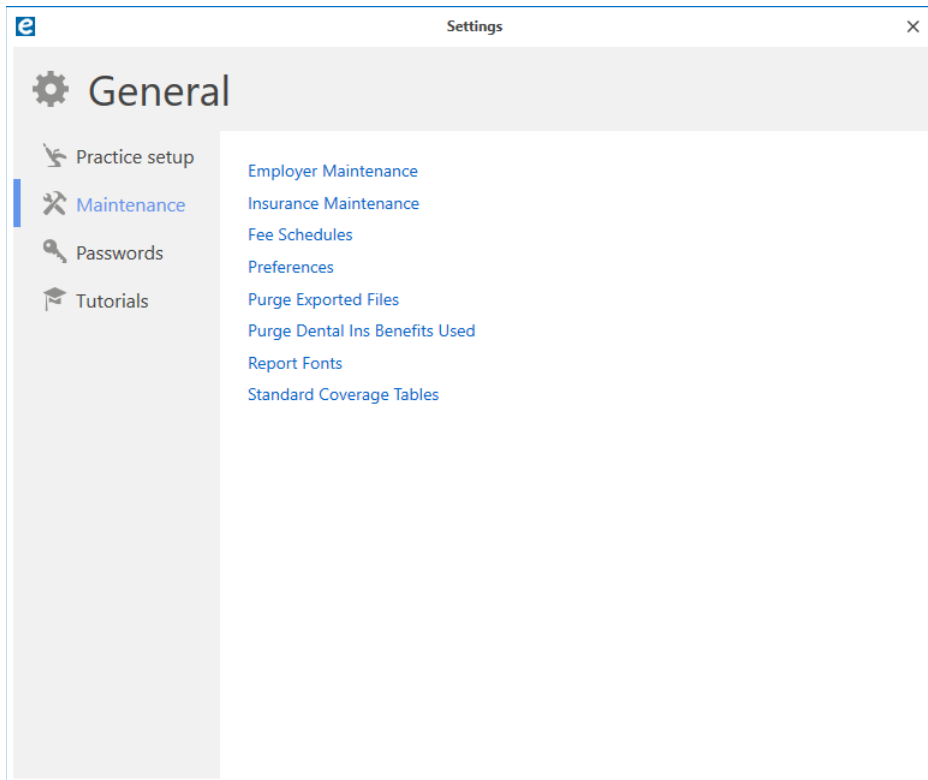 Settings
General
Practice setup
Maintenance
Passwords
Tutorials
Employer Maintenance
Insurance Maintenance
Fee Schedules
Preferences
Purge Exported Files
Purge Dental Ins Benefits Used
Report Fonts
Standard Coverage Tables